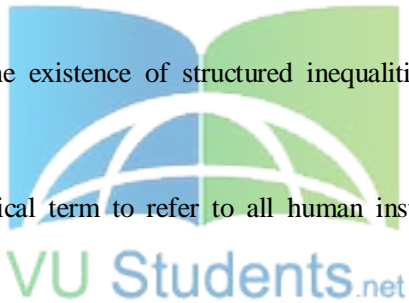 existence of structured
term to refer to all human
VU Students.net